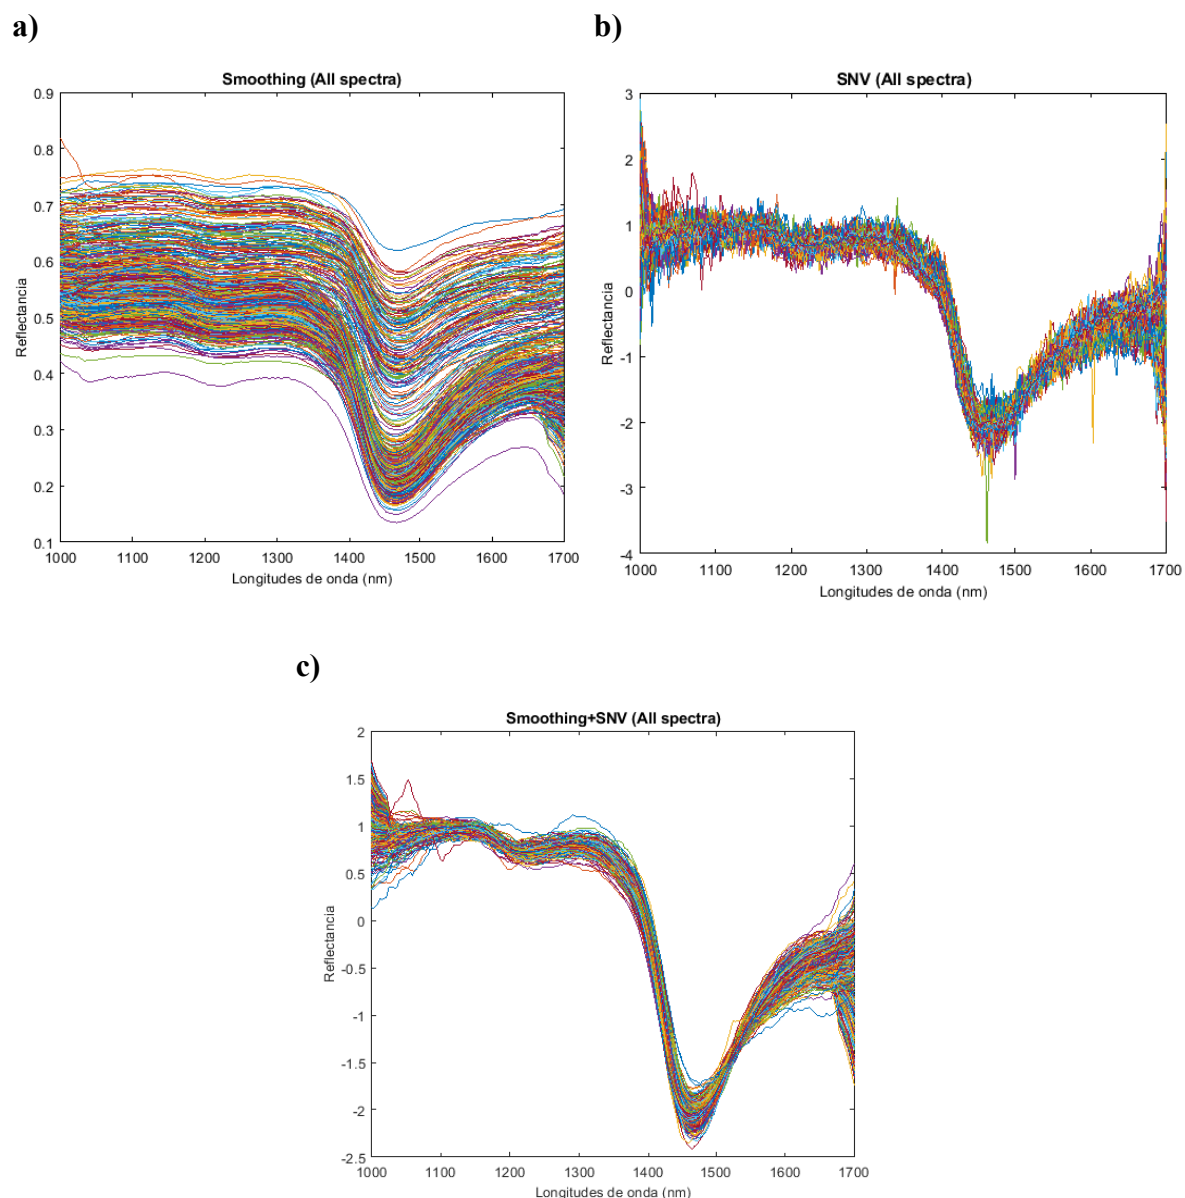 a)
b)
Smoothing (All spectra)
0.9
0.8
0.7
0.6
0.5
0.4
0.3
0.2
0.1
Reflectancia
1000 1100 1200 1300 1400 1500 1600 1700
Longitudes de onda (nm)
SNV (All spectra)
3
2
1
0
-1
-2
-3
-4
Reflectancia
1000 1100 1200 1300 1400 1500 1600 1700
Longitudes de onda (nm)
c)
Smoothing+SNV (All spectra)
2
1.5
1
0.5
0
-0.5
-1
-1.5
-2
-2.5
Reflectancia
1000 1100 1200 1300 1400 1500 1600 1700
Longitudes de onda (nm)